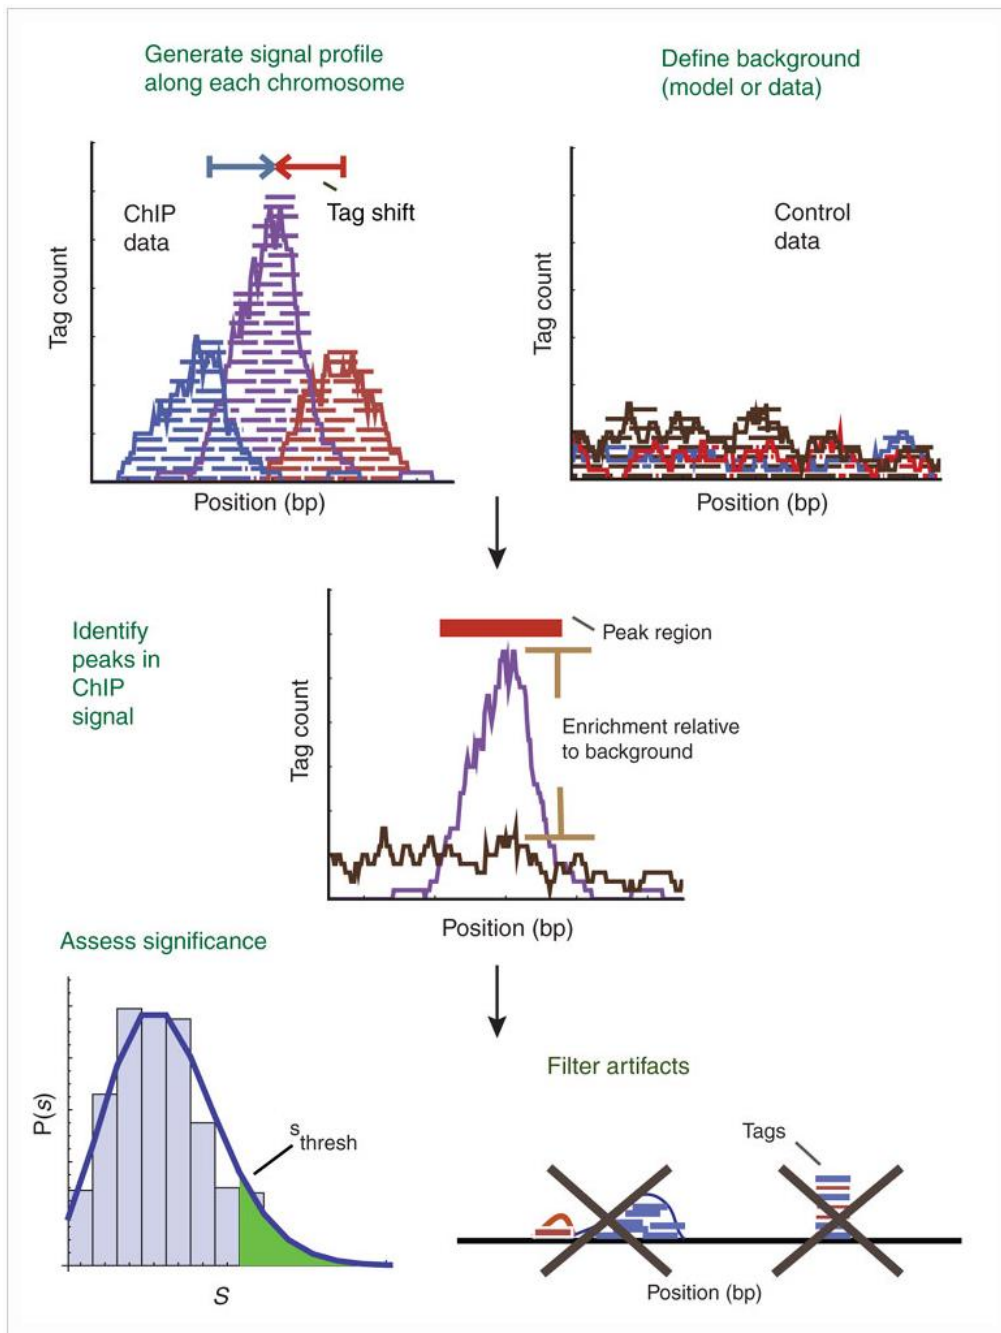 Generate signal profile
along each chromosome
Define background
(model or data)
ChIP
data
Tag shift
Tag count
Position (bp)
Control
data
Tag count
Position (bp)
Identify
peaks in
ChIP
signal
Peak region
Enrichment relative
to background
Tag count
Position (bp)
Assess significance
P(s)
s
thresh
S
Filter artifacts
Tags
Position (bp)